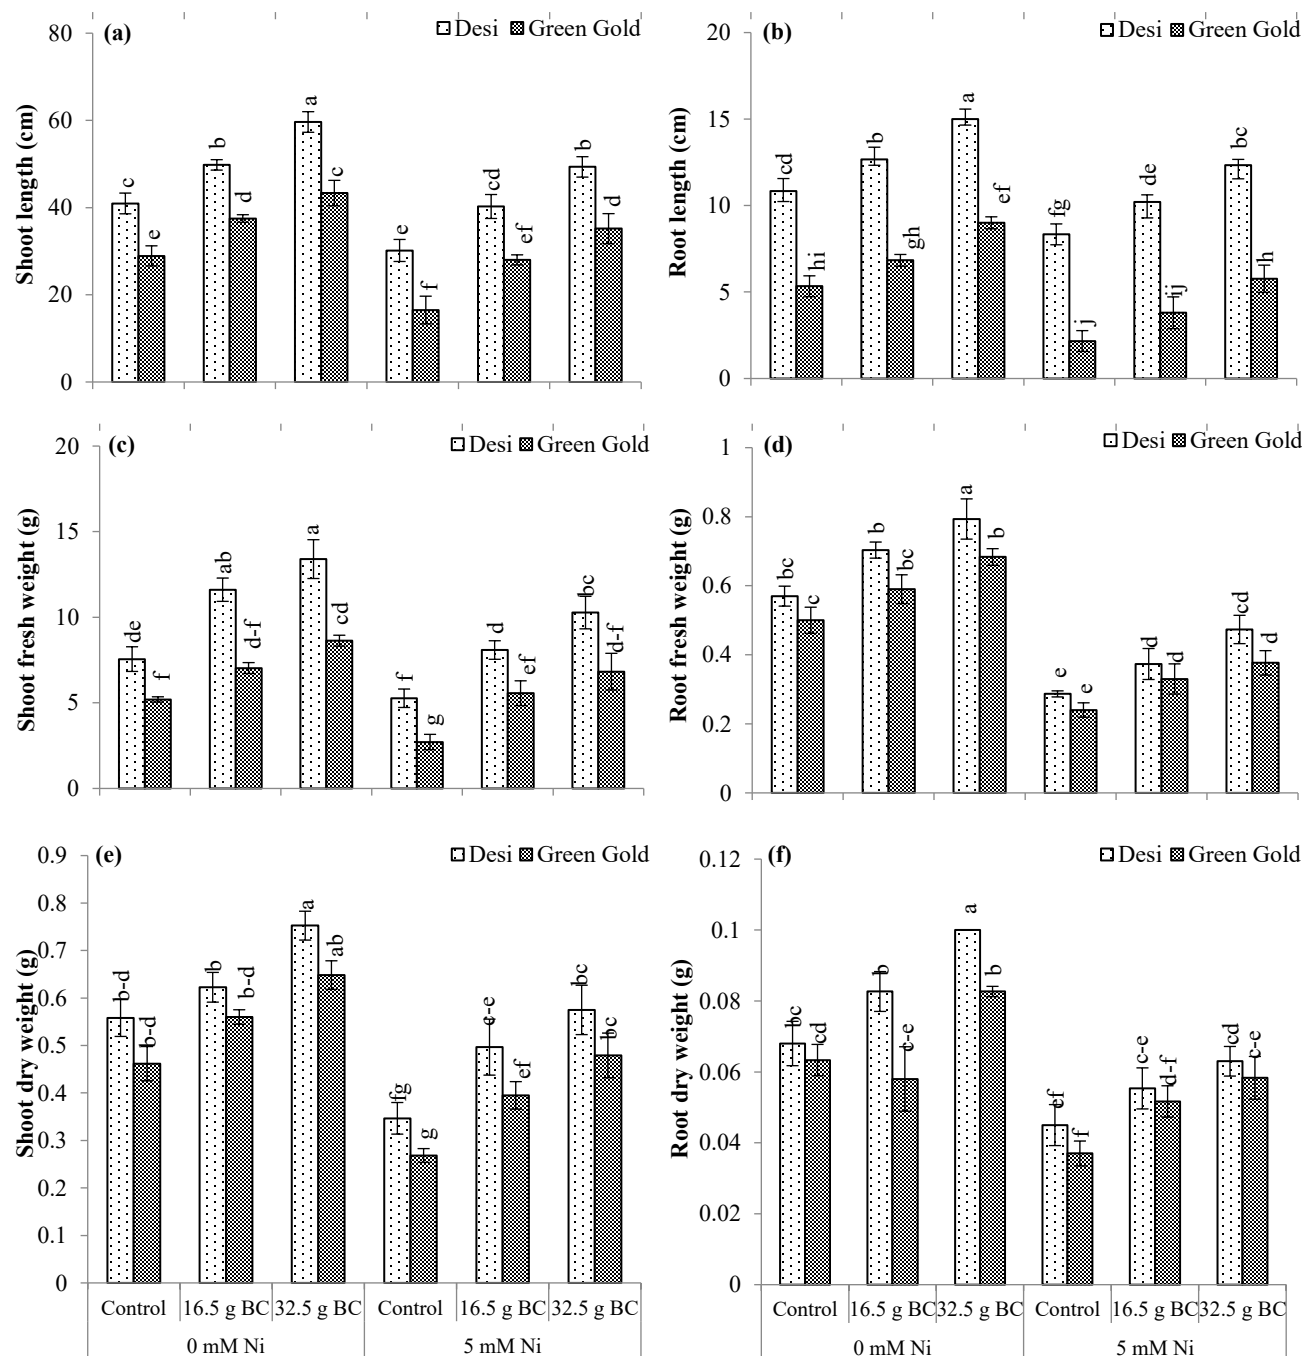 (a)
Desi Green Gold
Shoot length (cm)
80
60
40
20
0
c e b d a c e f cd ef b d
(b)
Desi Green Gold
Root length (cm)
20
15
10
5
0
cd hi b gh a ef fg j de ij bc h
(c)
Desi Green Gold
Shoot fresh weight (g)
20
15
10
5
0
de f ab d-f a cd f g d ef bc d-f
(d)
Desi Green Gold
Root fresh weight (g)
1
0.8
0.6
0.4
0.2
0
bc c b bc a b e e d d cd d
(e)
Desi Green Gold
Shoot dry weight (g)
0.9
0.8
0.7
0.6
0.5
0.4
0.3
0.2
0.1
0
b-d b-d b b-d a ab fg g c-e ef bc bc
Control 16.5 g BC 32.5 g BC Control 16.5 g BC 32.5 g BC
0 mM Ni 5 mM Ni
(f)
Desi Green Gold
Root dry weight (g)
0.12
0.1
0.08
0.06
0.04
0.02
0
bc cd b c-e a b ef f c-e d-f cd c-e
Control 16.5 g BC 32.5 g BC Control 16.5 g BC 32.5 g BC
0 mM Ni 5 mM Ni